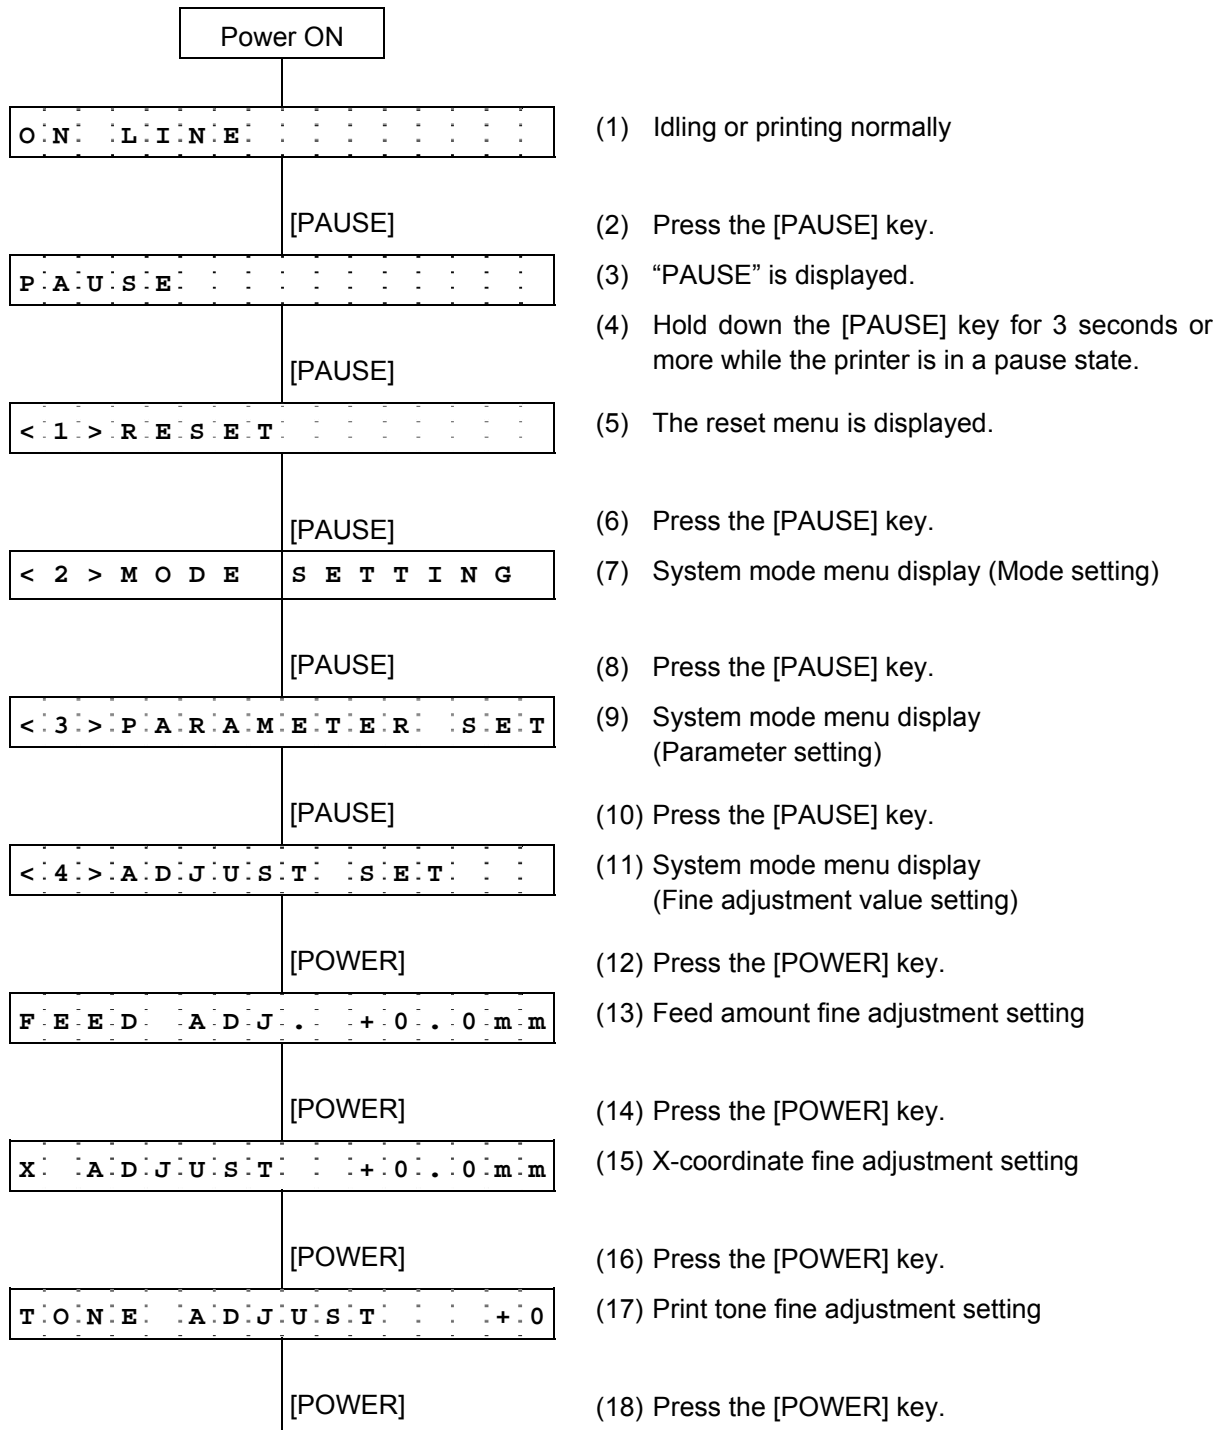 Power ON
ON LINE
(1) Idling or printing normally
[PAUSE]
(2) Press the [PAUSE] key.
PAUSE
(3) “PAUSE” is displayed.
(4) Hold down the [PAUSE] key for 3 seconds or
more while the printer is in a pause state.
[PAUSE]
<1>RESET
(5) The reset menu is displayed.
[PAUSE]
(6) Press the [PAUSE] key.
<2>MODE SETTING
(7) System mode menu display (Mode setting)
[PAUSE]
(8) Press the [PAUSE] key.
<3>PARAMETER SET
(9) System mode menu display
(Parameter setting)
[PAUSE]
(10) Press the [PAUSE] key.
<4>ADJUST SET
(11) System mode menu display
(Fine adjustment value setting)
[POWER]
(12) Press the [POWER] key.
FEED ADJ. +0.0mm
(13) Feed amount fine adjustment setting
[POWER]
(14) Press the [POWER] key.
X ADJUST +0.0mm
(15) X-coordinate fine adjustment setting
[POWER]
(16) Press the [POWER] key.
TONE ADJUST +0
(17) Print tone fine adjustment setting
[POWER]
(18) Press the [POWER] key.